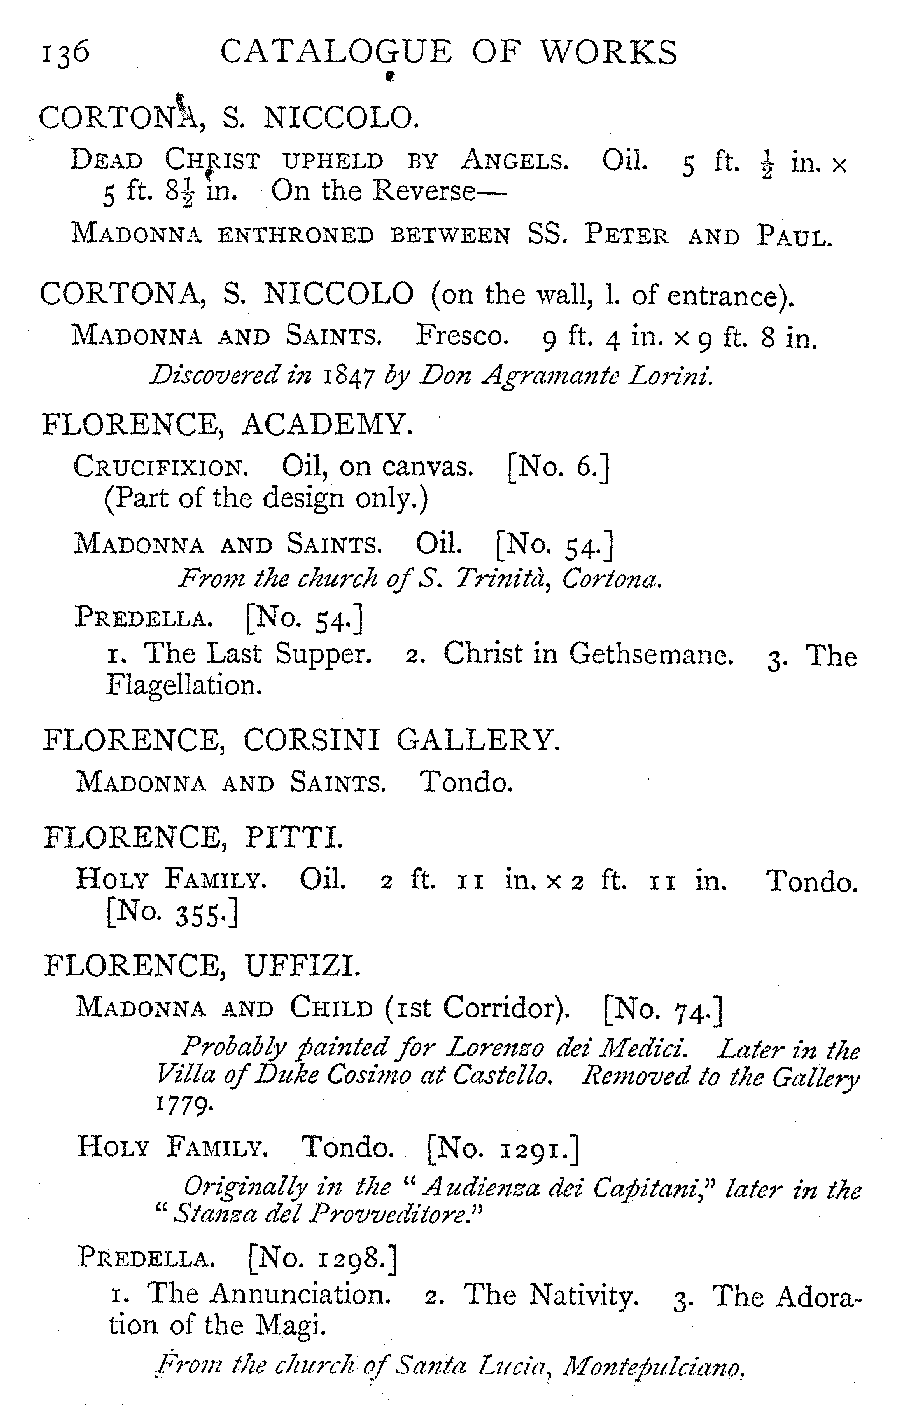 136 CATALOGUE OF WORKS
CORTONA, S. NICCOLO.
DEAD CHRIST UPHELD BY ANGELS. Oil. 5 ft. ½ in. ×
5 ft. 8½ in. On the Reverse—
MADONNA ENTHRONED BETWEEN SS. PETER AND PAUL.
CORTONA, S. NICCOLO (on the wall, l. of entrance).
MADONNA AND SAINTS. Fresco. 9 ft. 4 in. × 9 ft. 8 in.
Discovered in 1847 by Don Agramante Lorini.
FLORENCE, ACADEMY.
CRUCIFIXION. Oil, on canvas. [No. 6.]
(Part of the design only.)
MADONNA AND SAINTS. Oil. [No. 54.]
From the church of S. Trinità, Cortona.
PREDELLA. [No. 54.]
1. The Last Supper. 2. Christ in Gethsemane. 3. The
Flagellation.
FLORENCE, CORSINI GALLERY.
MADONNA AND SAINTS. Tondo.
FLORENCE, PITTI.
HOLY FAMILY. Oil. 2 ft. 11 in. × 2 ft. 11 in. Tondo.
[No. 355.]
FLORENCE, UFFIZI.
MADONNA AND CHILD (1st Corridor). [No. 74.]
Probably painted for Lorenzo dei Medici. Later in the
Villa of Duke Cosimo at Castello. Removed to the Gallery
1779.
HOLY FAMILY. Tondo. [No. 1291.]
Originally in the "Audienza dei Capitani," later in the
"Stanza del Provveditore."
PREDELLA. [No. 1298.]
1. The Annunciation. 2. The Nativity. 3. The Adora-
tion of the Magi.
From the church of Santa Lucia, Montepulciano.